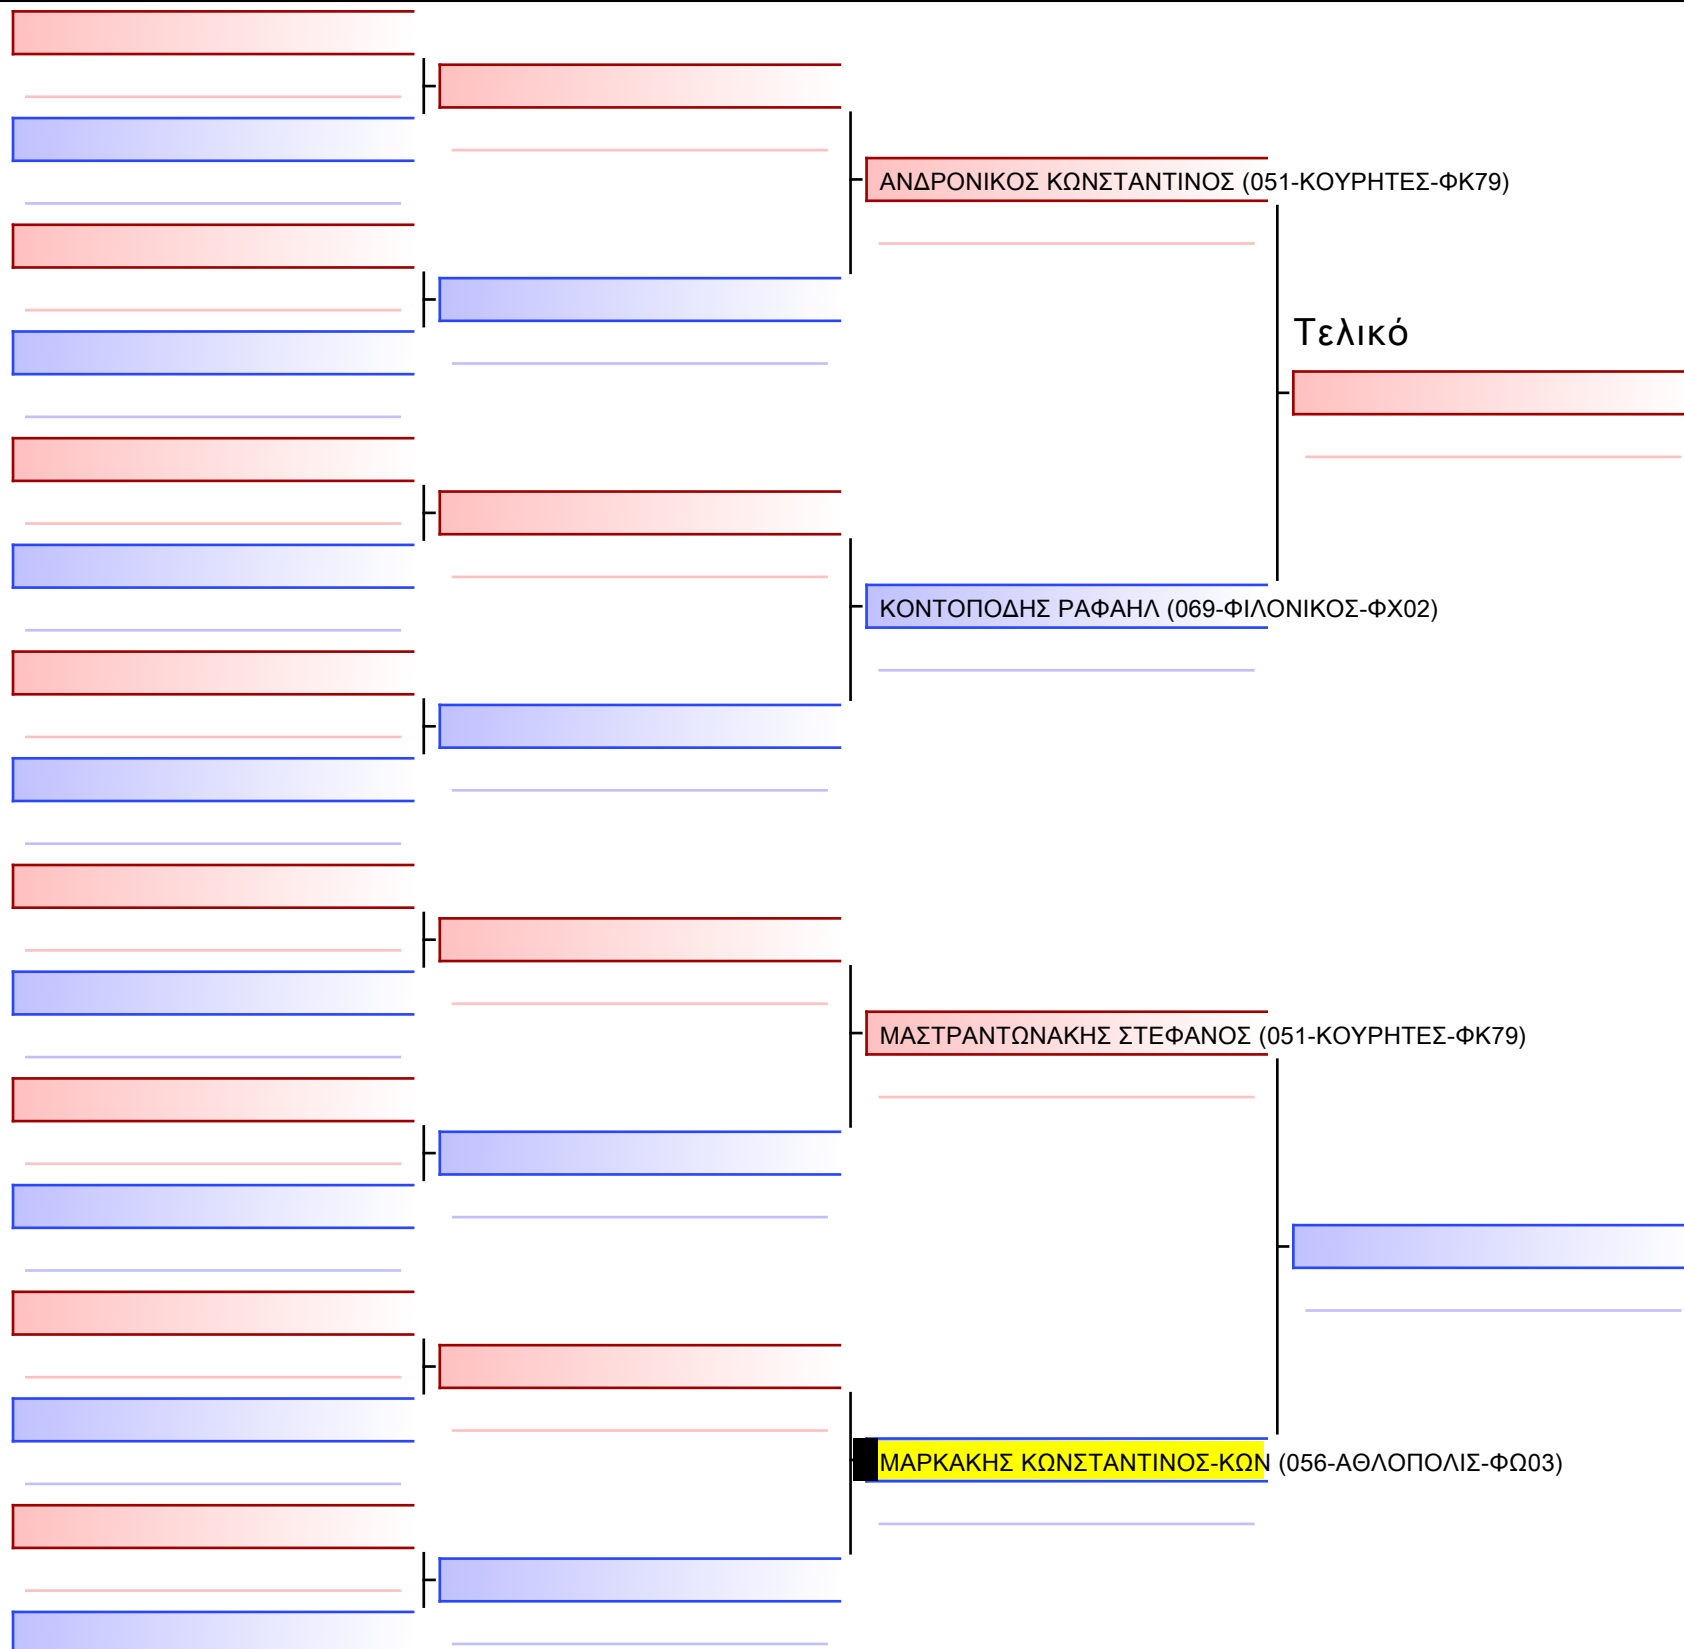 ΑΝΔΡΟΝΙΚΟΣ ΚΩΝΣΤΑΝΤΙΝΟΣ (051-ΚΟΥΡΗΤΕΣ-ΦΚ79)
Τελικό
ΚΟΝΤΟΠΟΔΗΣ ΡΑΦΑΗΛ (069-ΦΙΛΟΝΙΚΟΣ-ΦΧ02)
ΜΑΣΤΡΑΝΤΩΝΑΚΗΣ ΣΤΕΦΑΝΟΣ (051-ΚΟΥΡΗΤΕΣ-ΦΚ79)
ΜΑΡΚΑΚΗΣ ΚΩΝΣΤΑΝΤΙΝΟΣ-ΚΩΝ (056-ΑΘΛΟΠΟΛΙΣ-ΦΩ03)